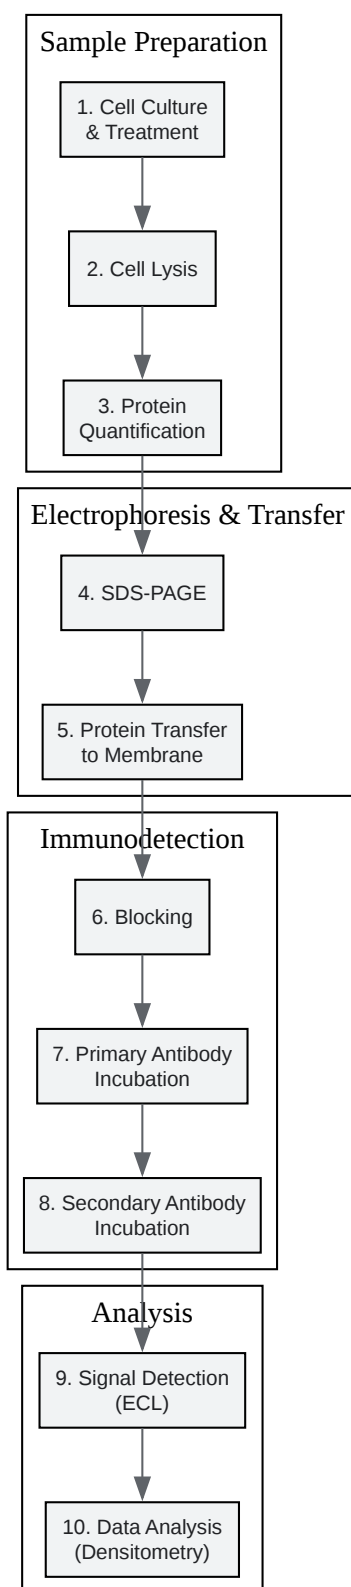 Sample Preparation
1. Cell Culture
& Treatment
2. Cell Lysis
3. Protein
Quantification
Electrophoresis & Transfer
4. SDS-PAGE
5. Protein Transfer
to Membrane
Immunodetection
6. Blocking
7. Primary Antibody
Incubation
8. Secondary Antibody
Incubation
Analysis
9. Signal Detection
(ECL)
10. Data Analysis
(Densitometry)